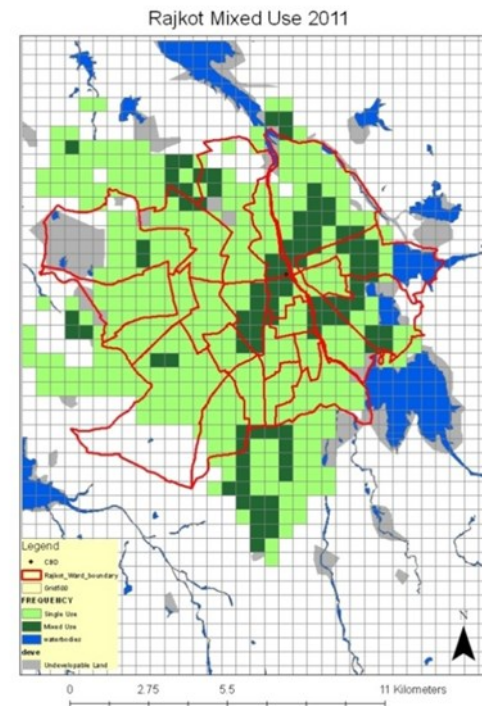 Rajkot Mixed Use 2011
Legend
CBD
Rajkot_Ward_boundary
Grid500
FREQUENCY
Single Use
Mixed Use
waterbodies
deve
Undevelopable Land
N
0 2.75 5.5 11 Kilometers